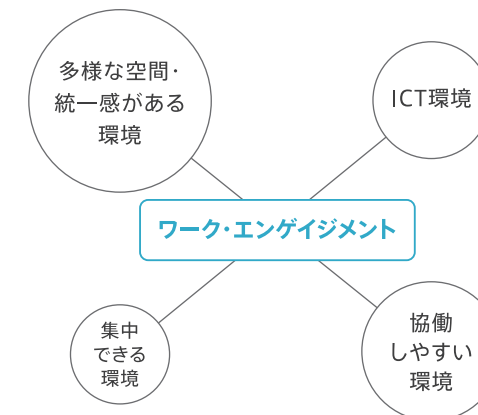 多様な空間・
統一感がある
環境
ICT環境
ワーク・エンゲイジメント
集中
できる
環境
協働
しやすい
環境